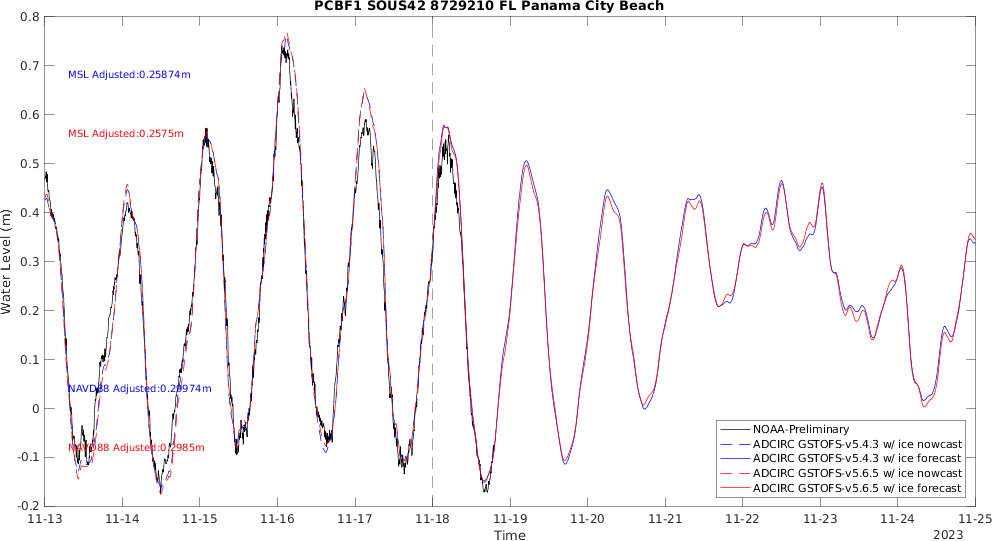 PCBF1 SOUS42 8729210 FL Panama City Beach
0.8
0.7
0.6
0.5
0.4
0.3
0.2
0.1
0
-0.1
-0.2
Water Level (m)
MSL Adjusted:0.25874m
MSL Adjusted:0.2575m
NAVD88 Adjusted:0.29974m
NAVD88 Adjusted:0.2985m
NOAA-Preliminary
ADCIRC GSTOFS-v5.4.3 w/ ice nowcast
ADCIRC GSTOFS-v5.4.3 w/ ice forecast
ADCIRC GSTOFS-v5.6.5 w/ ice nowcast
ADCIRC GSTOFS-v5.6.5 w/ ice forecast
11-13 11-14 11-15 11-16 11-17 11-18 11-19 11-20 11-21 11-22 11-23 11-24 11-25
Time
2023